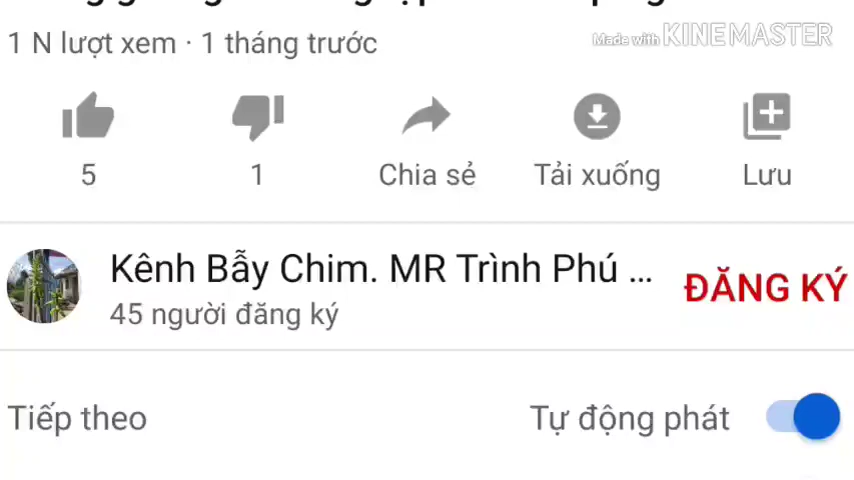 1 N lượt xem · 1 tháng trước
Made with KINEMASTER
5
1
Chia sẻ
Tải xuống
Lưu
Kênh Bẫy Chim. MR Trình Phú ...
ĐĂNG KÝ
45 người đăng ký
Tiếp theo
Tự động phát